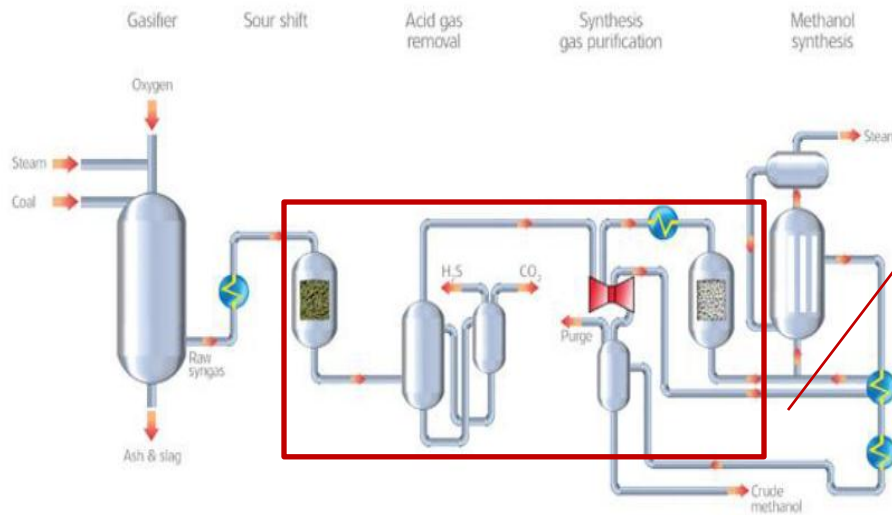 Gasifier
Sour shift
Acid gas
removal
Synthesis
gas purification
Methanol
synthesis
Oxygen
Steam
Coal
Steam
H₂S
CO₂
Purge
Raw
syngas
Ash & slag
Crude
methanol